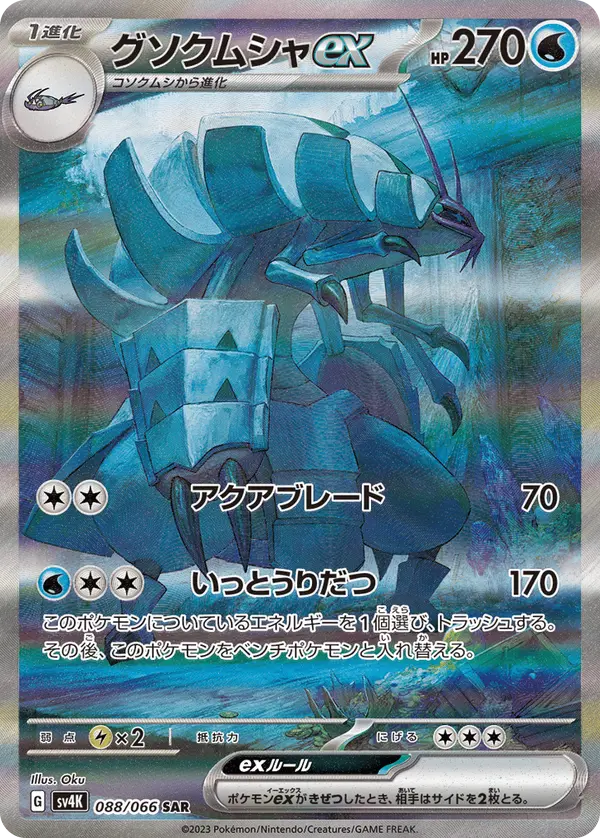 1進化
グソクムシャex
HP270
コソクムシから進化
アクアブレード 70
いっとうりだつ 170
このポケモンについているエネルギーを1個選び、トラッシュする。
その後、このポケモンをベンチポケモンと入れ替える。
弱点 ×2 抵抗力 にげる
exルール
ポケモンexがきぜつしたとき、相手はサイドを2枚とる。
Illus. Oku
G sv4K 088/066 SAR
©2023 Pokémon/Nintendo/Creatures/GAME FREAK.